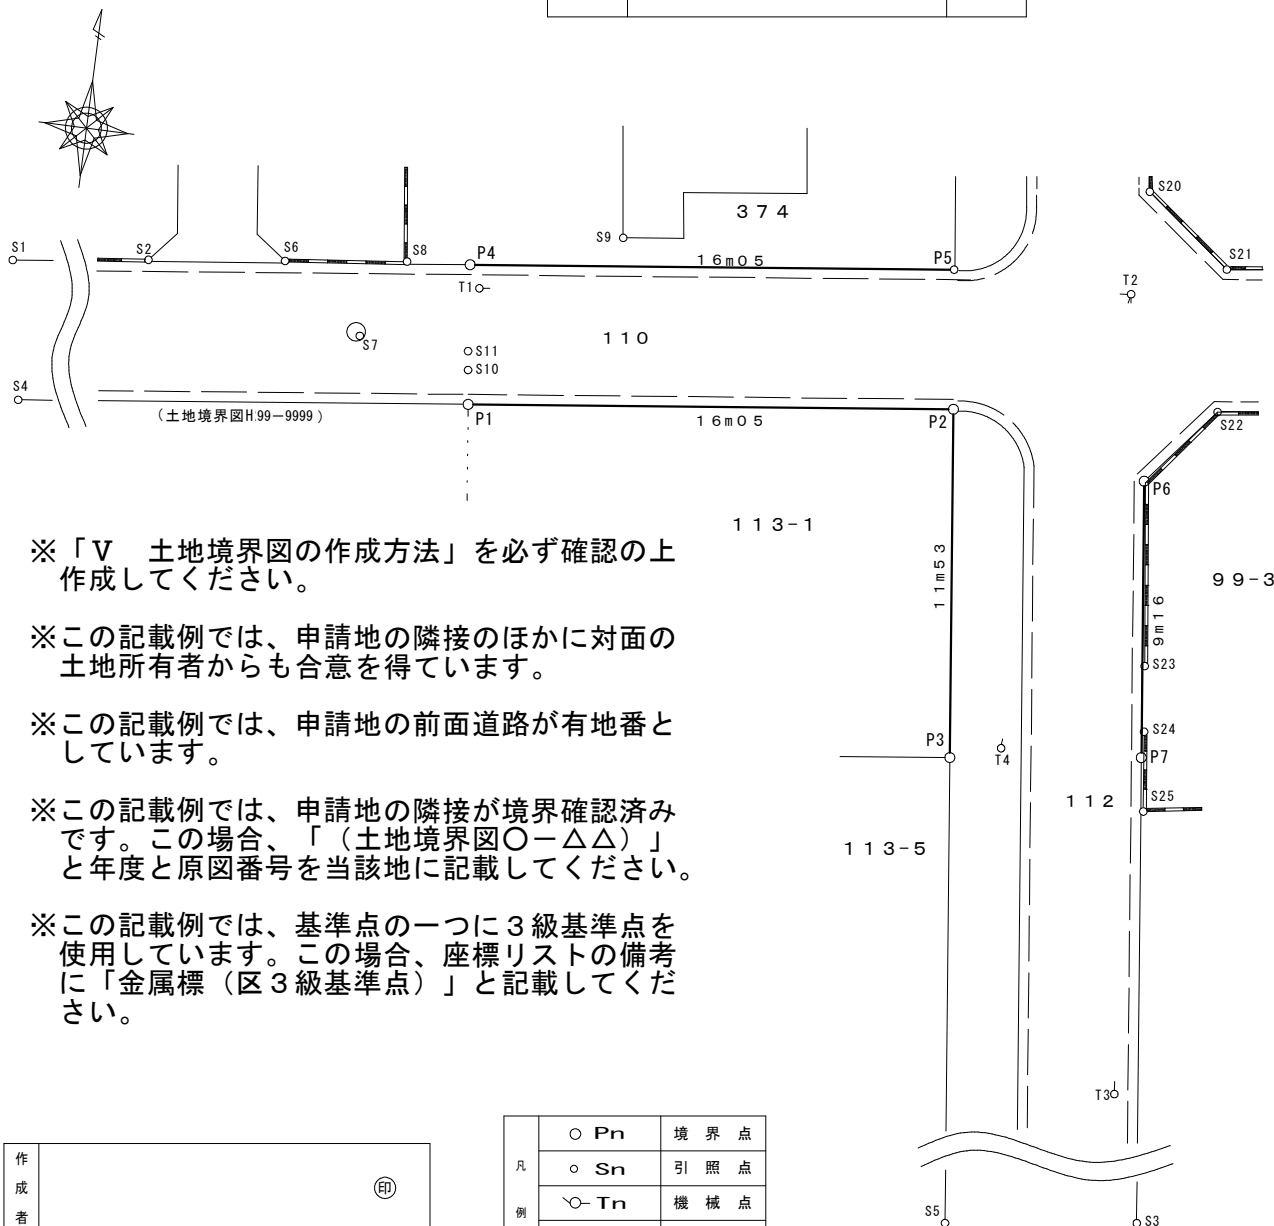 374
S1
S2
S6
S8
P4
S9
16m05
P5
S20
S21
T1
T2
S7
110
S11
S10
S4
(土地境界図H.99−9999)
P1
16m05
P2
S22
P6
113-1
11m53
9m16
99-3
S23
S24
P3
T4
P7
112
S25
113-5
T3
S5
S3
※「Ⅴ 土地境界図の作成方法」を必ず確認の上
作成してください。
※この記載例では、申請地の隣接のほかに対面の
土地所有者からも合意を得ています。
※この記載例では、申請地の前面道路が有地番と
しています。
※この記載例では、申請地の隣接が境界確認済み
です。この場合、「(土地境界図〇−△△)」
と年度と原図番号を当該地に記載してください。
※この記載例では、基準点の一つに3級基準点を
使用しています。この場合、座標リストの備考
に「金属標(区3級基準点)」と記載してくだ
さい。
作成者
印
凡例
Pn 境界点
Sn 引照点
Tn 機械点